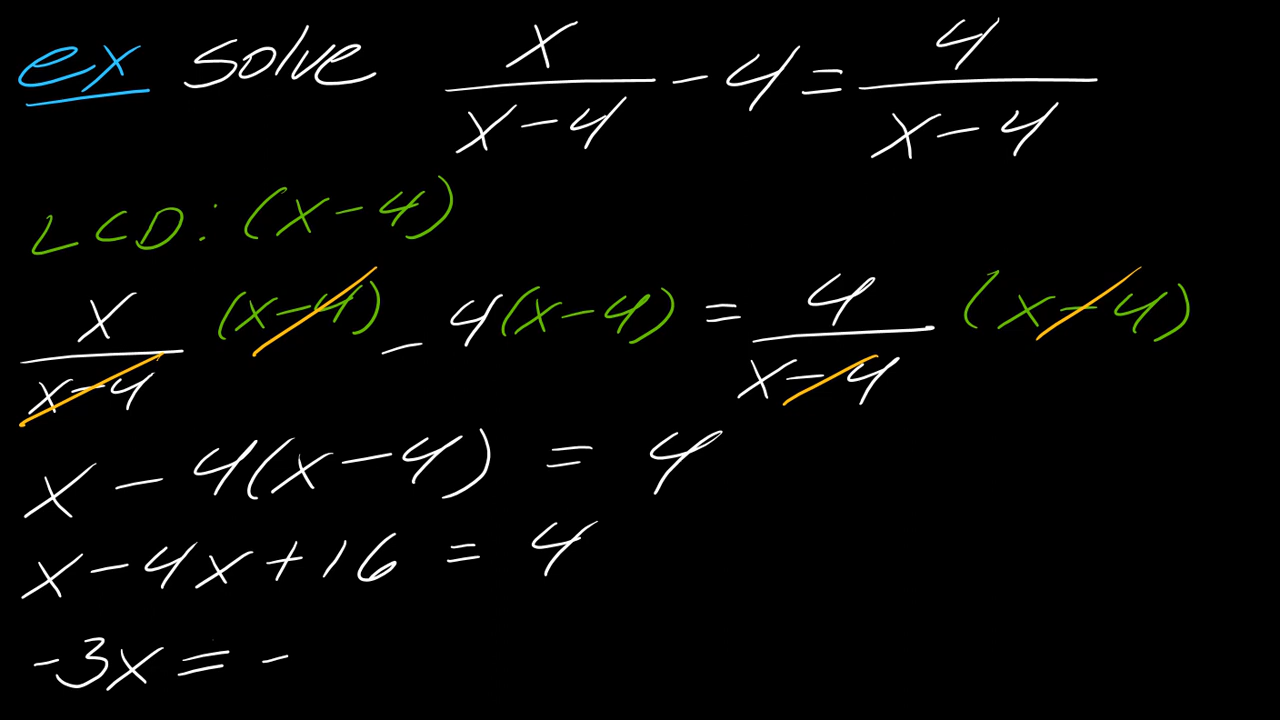 ex solve x/(x-4) - 4 = 4/(x-4)
LCD: (x-4)
x/(x-4) (x-4) - 4(x-4) = 4/(x-4) (x-4)
x - 4(x-4) = 4
x - 4x + 16 = 4
-3x = -